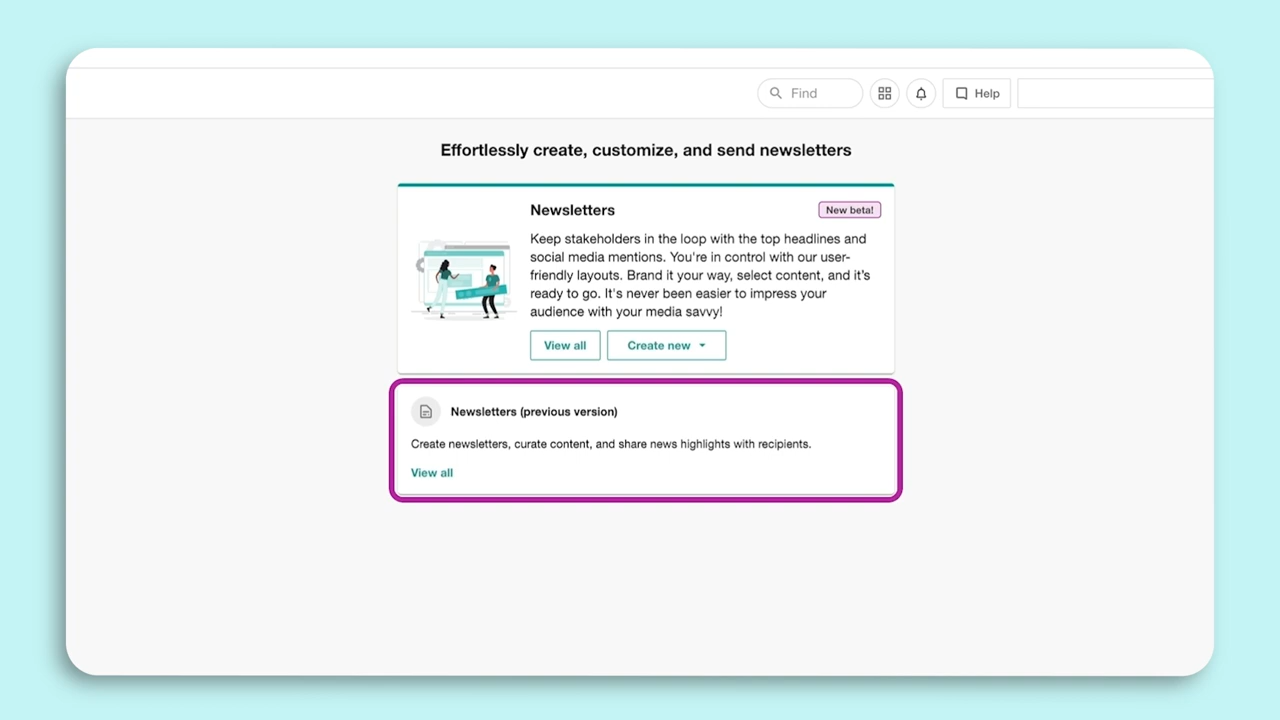 Find
Help
Effortlessly create, customize, and send newsletters
Newsletters
New beta!
Keep stakeholders in the loop with the top headlines and
social media mentions. You're in control with our user-
friendly layouts. Brand it your way, select content, and it's
ready to go. It's never been easier to impress your
audience with your media savvy!
View all
Create new
Newsletters (previous version)
Create newsletters, curate content, and share news highlights with recipients.
View all